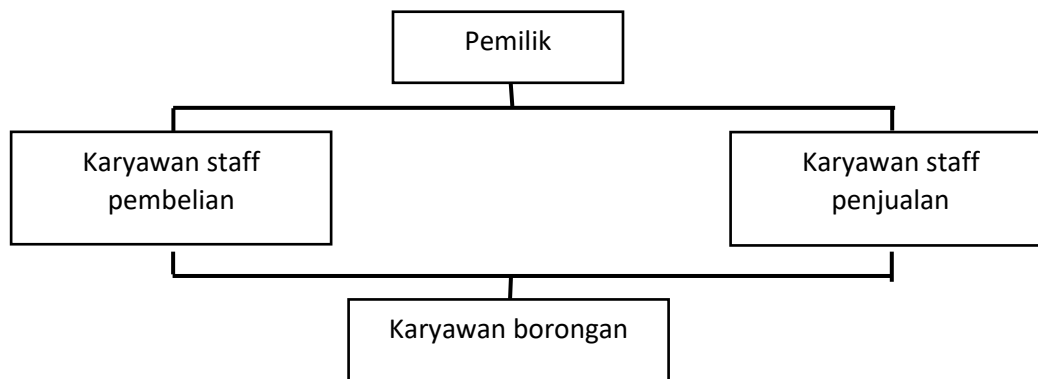 Pemilik
Karyawan staff
pembelian
Karyawan staff
penjualan
Karyawan borongan